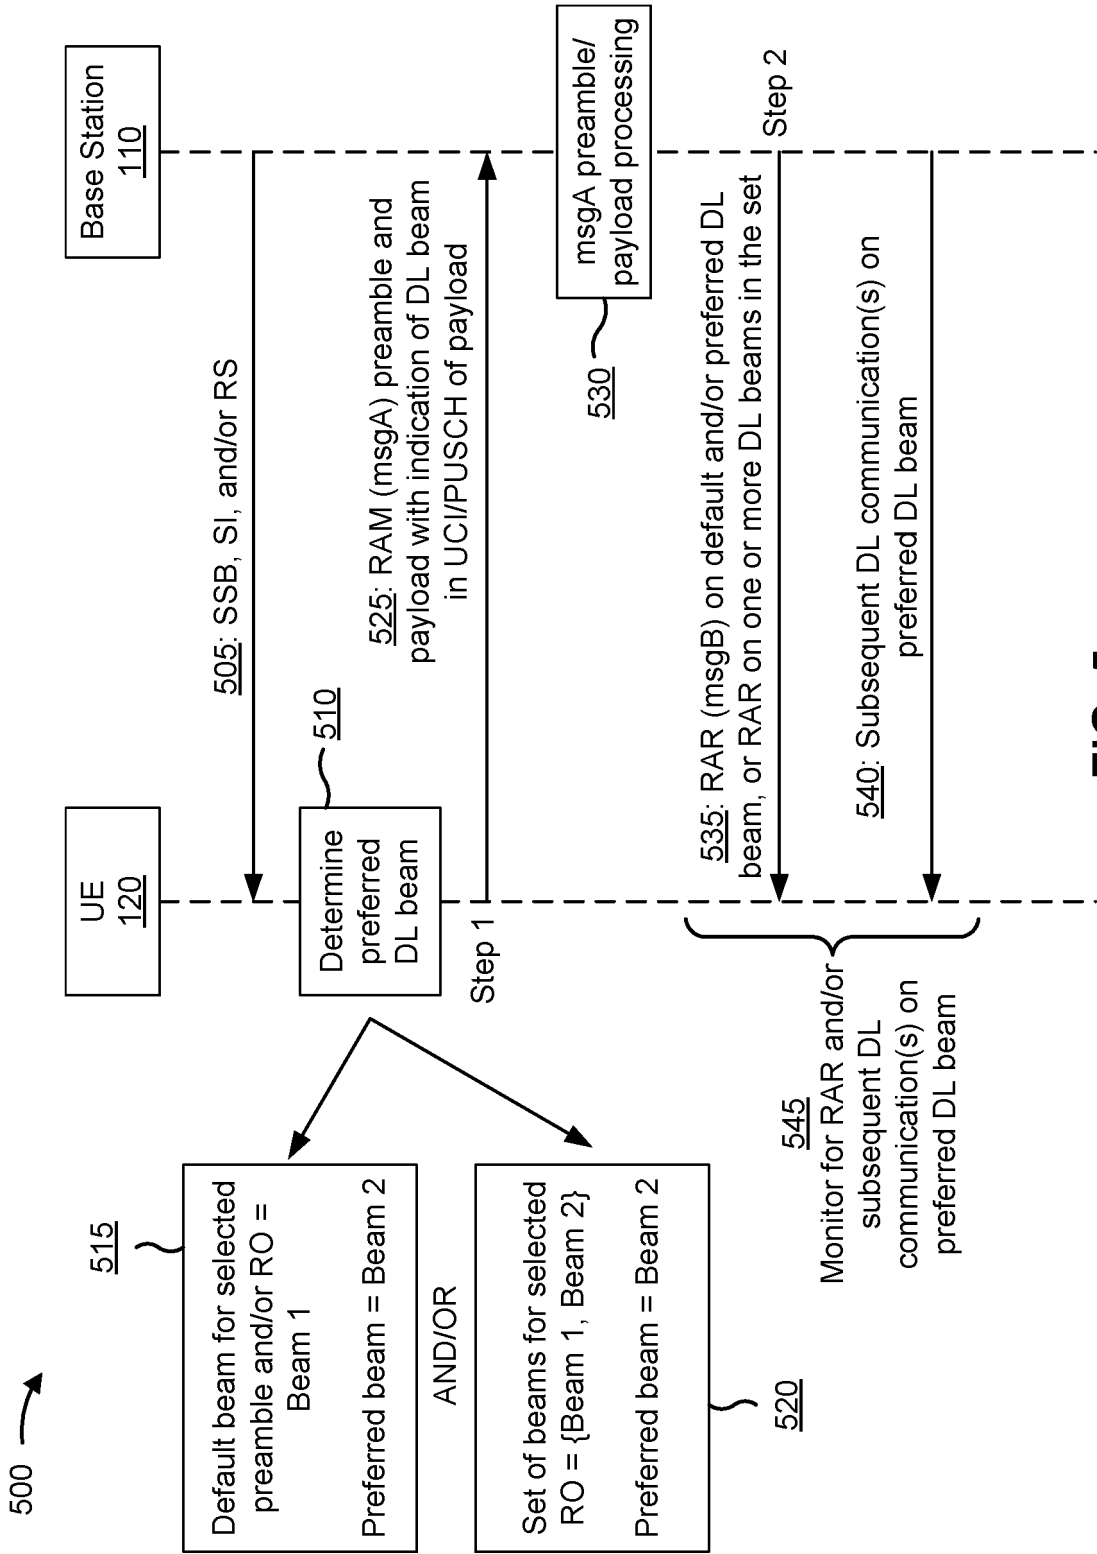 500
UE
120
Base Station
110
505: SSB, SI, and/or RS
510
Determine
preferred
DL beam
515
Default beam for selected
preamble and/or RO =
Beam 1
Preferred beam = Beam 2
AND/OR
Set of beams for selected
RO = {Beam 1, Beam 2}
Preferred beam = Beam 2
520
Step 1
525: RAM (msgA) preamble and
payload with indication of DL beam
in UCI/PUSCH of payload
530
msgA preamble/
payload processing
535: RAR (msgB) on default and/or preferred DL
beam, or RAR on one or more DL beams in the set
Step 2
540: Subsequent DL communication(s) on
preferred DL beam
545
Monitor for RAR and/or
subsequent DL
communication(s) on
preferred DL beam